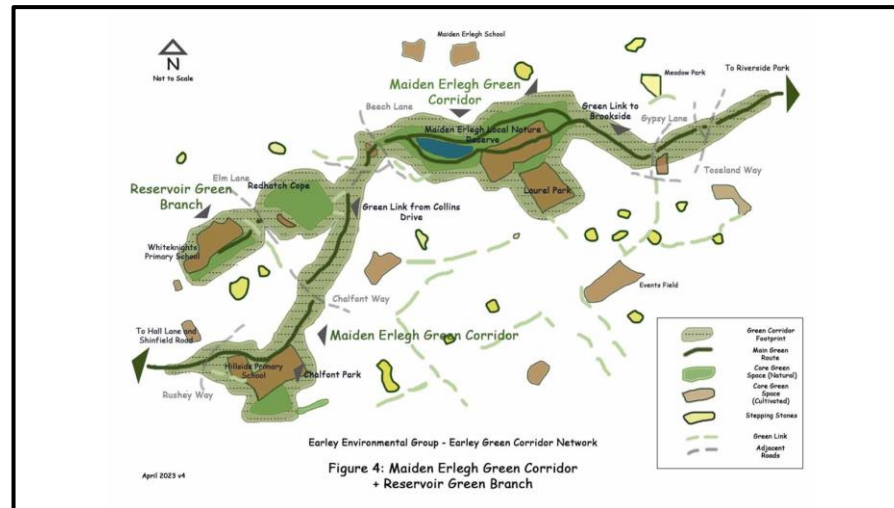 Maiden Erlegh School
N
Not to Scale
Maiden Erlegh Green
Corridor
Meadow Park
To Riverside Park
Beech Lane
Green Link to
Brookside
Gypsy Lane
Maiden Erlegh Local Nature
Reserve
Elm Lane
Redhatch Cope
Toseland Way
Reservoir Green
Branch
Laurel Park
Green Link from Collins
Drive
Whiteknights
Primary School
Events Field
Chalfont Way
To Hall Lane and
Shinfield Road
Maiden Erlegh Green Corridor
Hillside Primary
School
Chalfont Park
Rushey Way
Green Corridor
Footprint
Main Green
Route
Core Green
Space (Natural)
Core Green
Space
(Cultivated)
Stepping Stones
Green Link
Adjacent
Roads
Earley Environmental Group - Earley Green Corridor Network
April 2023 v4
Figure 4: Maiden Erlegh Green Corridor
+ Reservoir Green Branch